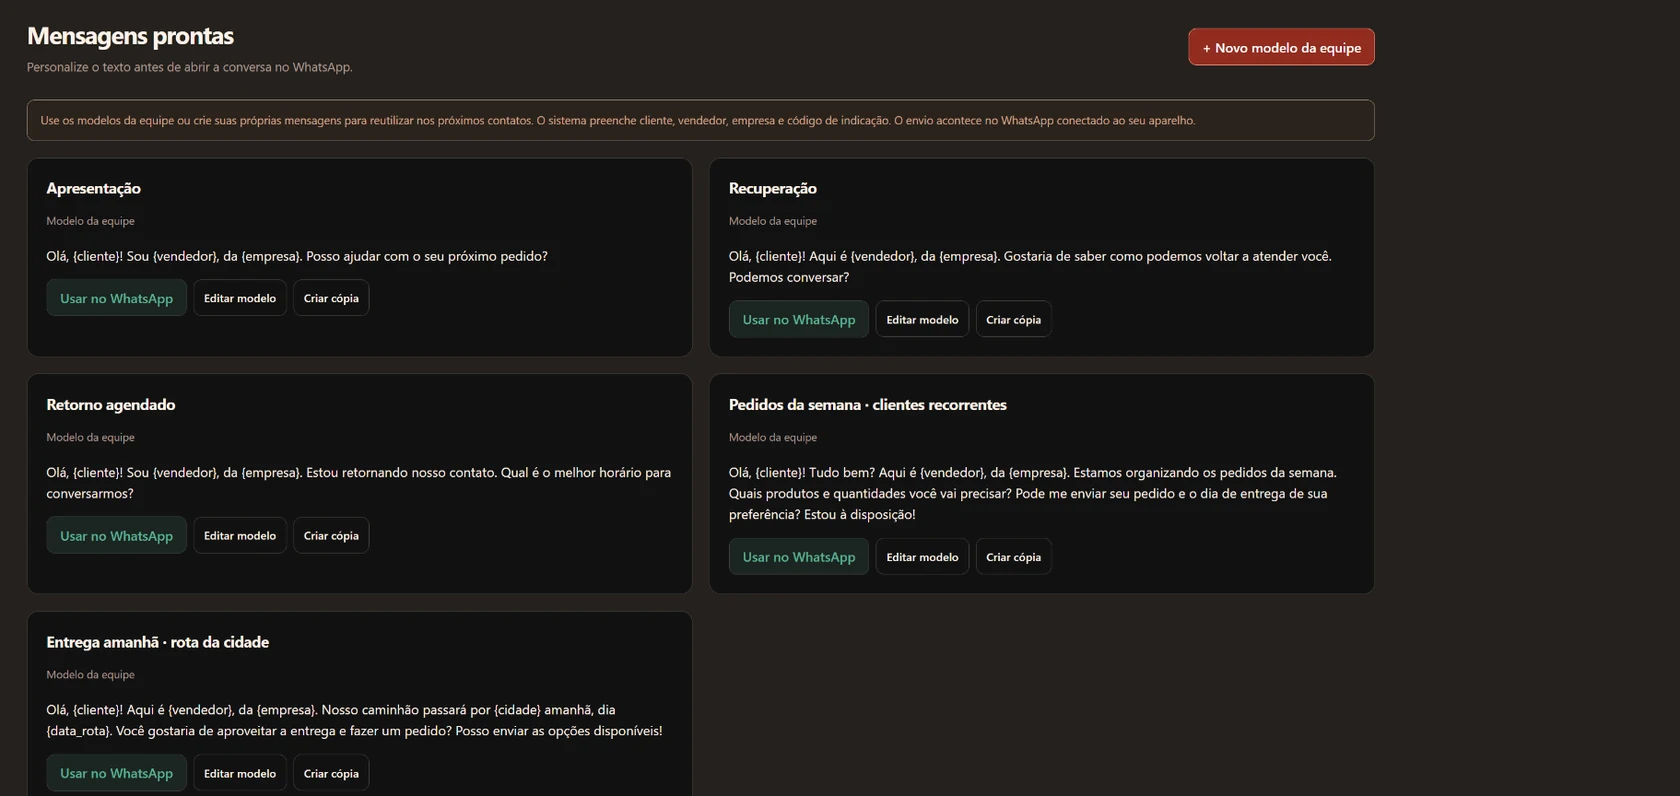 Mensagens prontas
Personalize o texto antes de abrir a conversa no WhatsApp.
+ Novo modelo da equipe
Use os modelos da equipe ou crie suas próprias mensagens para reutilizar nos próximos contatos. O sistema preenche cliente, vendedor, empresa e código de indicação. O envio acontece no WhatsApp conectado ao seu aparelho.
Apresentação
Modelo da equipe
Olá, {cliente}! Sou {vendedor}, da {empresa}. Posso ajudar com o seu próximo pedido?
Usar no WhatsApp
Editar modelo
Criar cópia
Recuperação
Modelo da equipe
Olá, {cliente}! Aqui é {vendedor}, da {empresa}. Gostaria de saber como podemos voltar a atender você.
Podemos conversar?
Usar no WhatsApp
Editar modelo
Criar cópia
Retorno agendado
Modelo da equipe
Olá, {cliente}! Sou {vendedor}, da {empresa}. Estou retornando nosso contato. Qual é o melhor horário para
conversarmos?
Usar no WhatsApp
Editar modelo
Criar cópia
Pedidos da semana · clientes recorrentes
Modelo da equipe
Olá, {cliente}! Tudo bem? Aqui é {vendedor}, da {empresa}. Estamos organizando os pedidos da semana.
Quais produtos e quantidades você vai precisar? Pode me enviar seu pedido e o dia de entrega de sua
preferência? Estou à disposição!
Usar no WhatsApp
Editar modelo
Criar cópia
Entrega amanhã · rota da cidade
Modelo da equipe
Olá, {cliente}! Aqui é {vendedor}, da {empresa}. Nosso caminhão passará por {cidade} amanhã, dia
{data_rota}. Você gostaria de aproveitar a entrega e fazer um pedido? Posso enviar as opções disponíveis!
Usar no WhatsApp
Editar modelo
Criar cópia